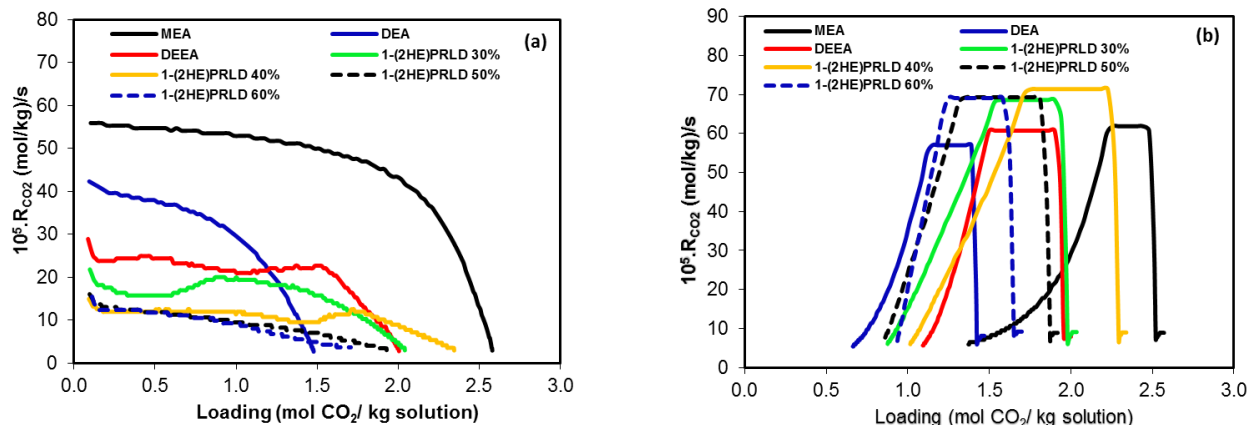 80
70
60
50
40
30
20
10
0
10⁵.R_CO2 (mol/kg)/s
MEA
DEA
DEEA
1-(2HE)PRLD 30%
1-(2HE)PRLD 40%
1-(2HE)PRLD 50%
1-(2HE)PRLD 60%
(a)
0.0 0.5 1.0 1.5 2.0 2.5 3.0
Loading (mol CO₂/ kg solution)
90
80
70
60
50
40
30
20
10
0
10⁵.R_CO2 (mol/kg)/s
MEA
DEA
DEEA
1-(2HE)PRLD 30%
1-(2HE)PRLD 40%
1-(2HE)PRLD 50%
1-(2HE)PRLD 60%
(b)
0.0 0.5 1.0 1.5 2.0 2.5 3.0
Loading (mol CO₂/ kg solution)